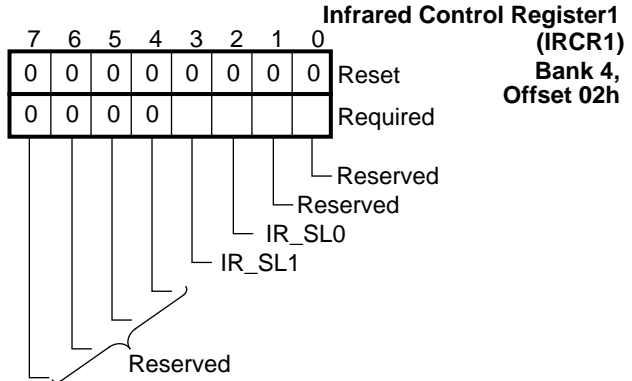 Infrared Control Register1
(IRCR1)
Bank 4,
Offset 02h
7 6 5 4 3 2 1 0
0 0 0 0 0 0 0 0 Reset
0 0 0 0 Required
Reserved
Reserved
IR_SL0
IR_SL1
Reserved